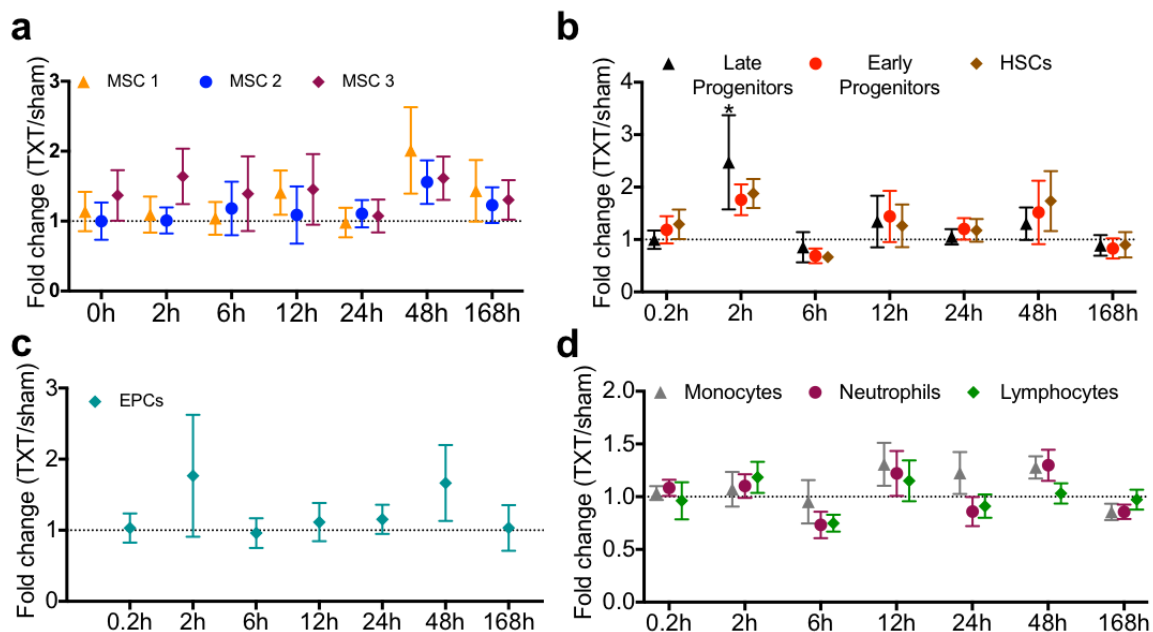 a
MSC 1 MSC 2 MSC 3
Fold change (TXT/sham)
3
2
1
0
0h 2h 6h 12h 24h 48h 168h
b
Late Progenitors
Early Progenitors
HSCs
*
Fold change (TXT/sham)
4
3
2
1
0
0.2h 2h 6h 12h 24h 48h 168h
c
EPCs
Fold change (TXT/sham)
3
2
1
0
0.2h 2h 6h 12h 24h 48h 168h
d
Monocytes Neutrophils Lymphocytes
Fold change (TXT/sham)
2.0
1.5
1.0
0.5
0.0
0.2h 2h 6h 12h 24h 48h 168h